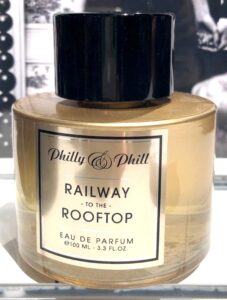 Philly & Phill
RAILWAY
- TO THE -
ROOFTOP
EAU DE PARFUM
℮100 ML - 3.3 FL.OZ.